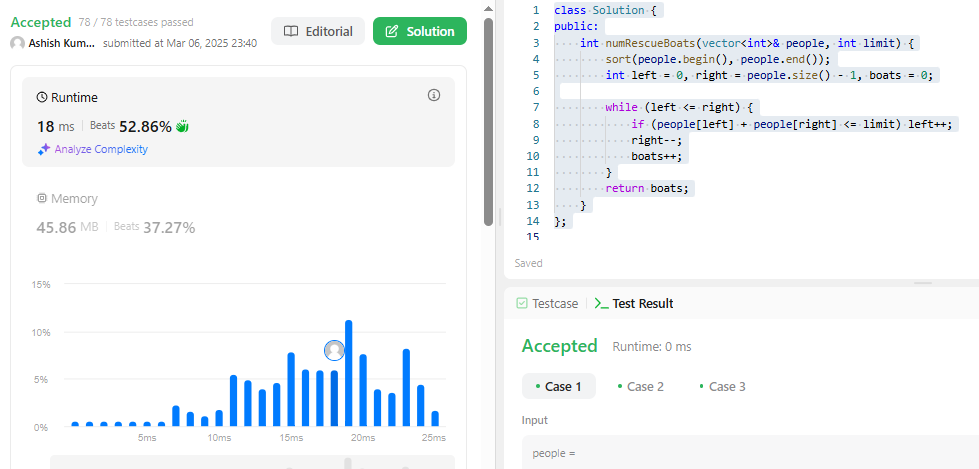 Accepted 78 / 78 testcases passed
Ashish Kum... submitted at Mar 06, 2025 23:40
Editorial
Solution
Runtime
18 ms Beats 52.86%
Analyze Complexity
Memory
45.86 MB Beats 37.27%
15%
10%
5%
0%
5ms 10ms 15ms 20ms 25ms
1 class Solution {
2 public:
3 int numRescueBoats(vector<int>& people, int limit) {
4 sort(people.begin(), people.end());
5 int left = 0, right = people.size() - 1, boats = 0;
6
7 while (left <= right) {
8 if (people[left] + people[right] <= limit) left++;
9 right--;
10 boats++;
11 }
12 return boats;
13 }
14 };
15
Saved
Testcase
Test Result
Accepted Runtime: 0 ms
Case 1 Case 2 Case 3
Input
people =